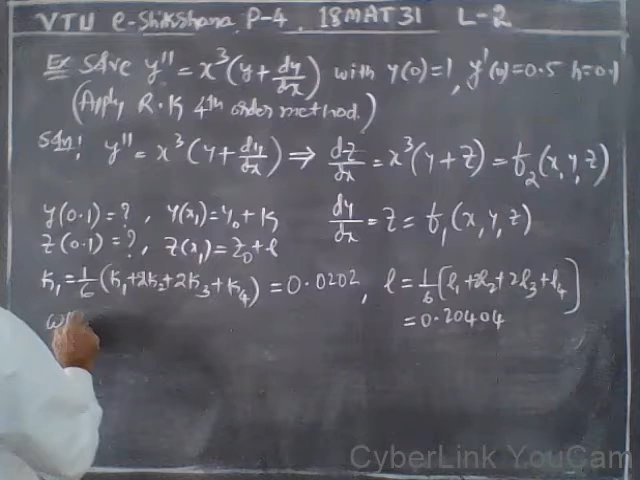 VTU e-Shikshana P-4, 18MAT31 L-2
Ex Solve y'' = x³(y + dy/dx) with y(0)=1, y'(0)=0.5 h=0.1
(Apply R.K 4th order method.)
Soln: y'' = x³(y + dy/dx) ⇒ dz/dx = x³(y+z) = f₂(x,y,z)
y(0.1)=?, y(x₁)=y₀+k dy/dx = z = f₁(x,y,z)
z(0.1)=?, z(x₁)=z₀+l
k₁ = 1/6 (k₁+2k₂+2k₃+k₄) = 0.0202, l = 1/6 [l₁+2l₂+2l₃+l₄]
= 0.20404
CyberLink YouCam